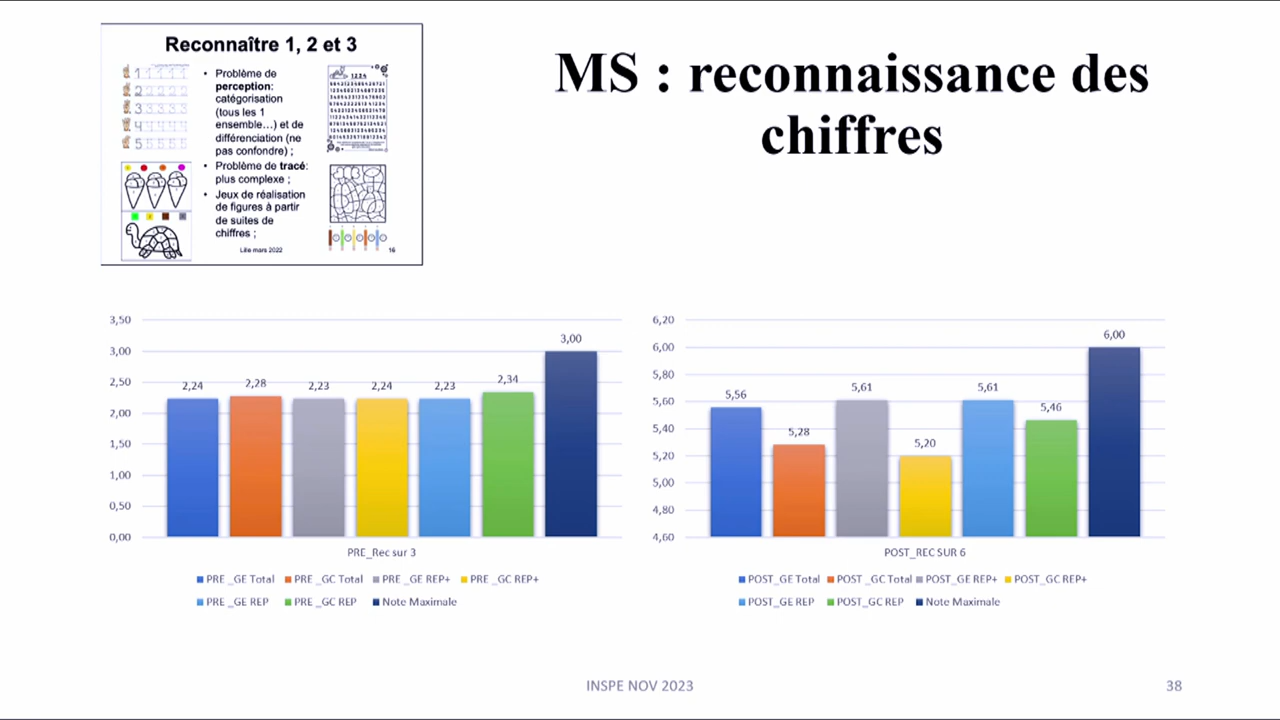 Reconnaître 1, 2 et 3
• Problème de
perception:
catégorisation
(tous les 1
ensemble…) et de
différenciation (ne
pas confondre) ;
• Problème de tracé:
plus complexe ;
• Jeux de réalisation
de figures à partir
de suites de
chiffres ;
Lille mars 2022
16
1
2
3
4
5
MS : reconnaissance des
chiffres
3,50
3,00
2,50
2,00
1,50
1,00
0,50
0,00
2,24
2,28
2,23
2,24
2,23
2,34
3,00
PRE_Rec sur 3
PRE _GE Total PRE _GC Total PRE _GE REP+ PRE _GC REP+
PRE _GE REP PRE _GC REP Note Maximale
6,20
6,00
5,80
5,60
5,40
5,20
5,00
4,80
4,60
5,56
5,28
5,61
5,20
5,61
5,46
6,00
POST_REC SUR 6
POST_GE Total POST _GC Total POST_GE REP+ POST_GC REP+
POST_GE REP POST_GC REP Note Maximale
INSPE NOV 2023
38